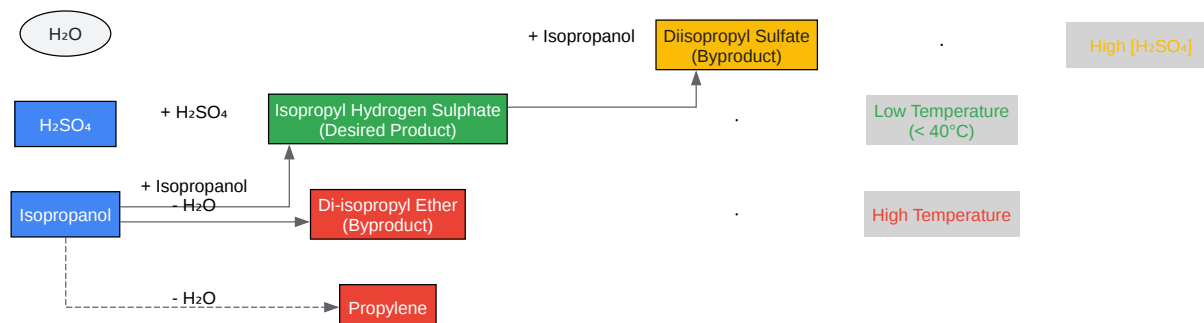 H₂O
+ Isopropanol
Diisopropyl Sulfate
(Byproduct)
.
High [H₂SO₄]
H₂SO₄
+ H₂SO₄
Isopropyl Hydrogen Sulphate
(Desired Product)
.
Low Temperature
(< 40°C)
Isopropanol
+ Isopropanol
- H₂O
Di-isopropyl Ether
(Byproduct)
.
High Temperature
- H₂O
Propylene